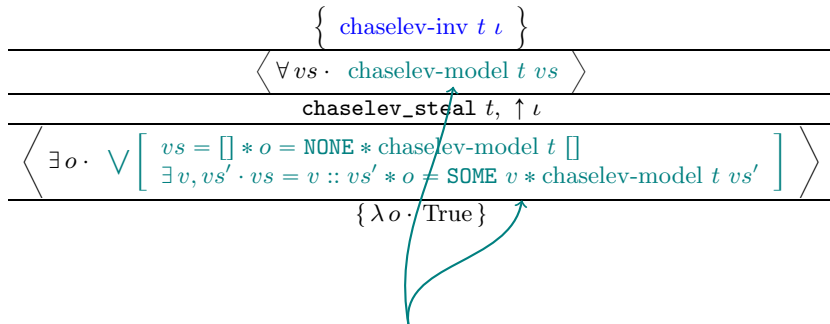 { chaselev-inv t ι }
⟨ ∀ vs · chaselev-model t vs ⟩
chaselev_steal t, ↑ ι
⟨ ∃ o · ⋁ [ vs = [] * o = NONE * chaselev-model t []
∃ v, vs′ · vs = v :: vs′ * o = SOME v * chaselev-model t vs′ ] ⟩
{ λ o · True }